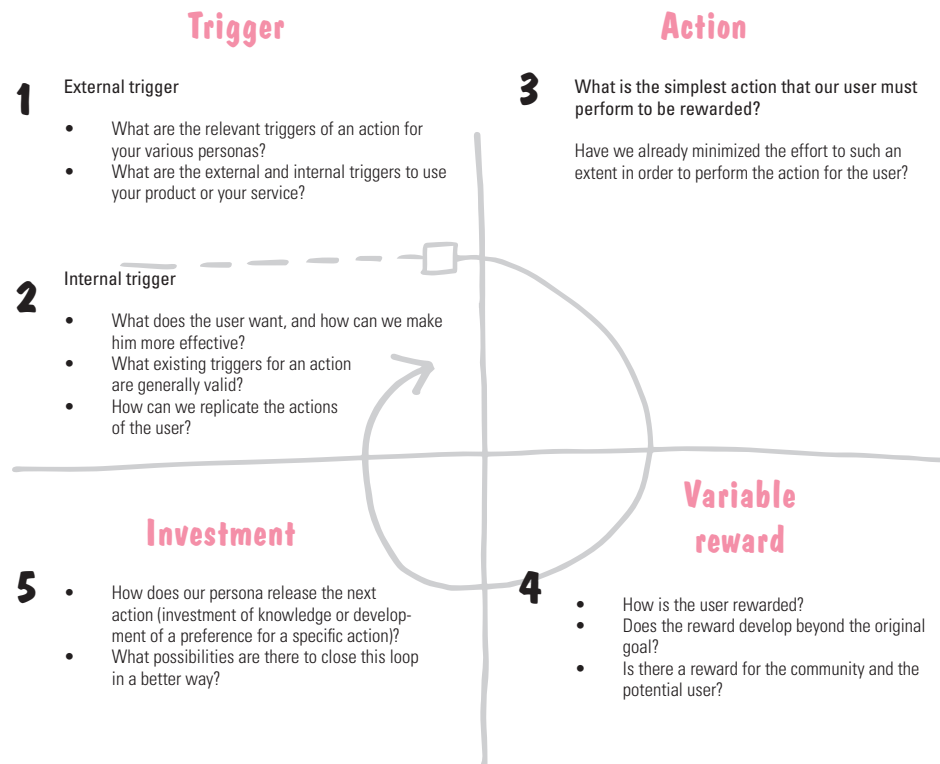 Trigger
1
External trigger
• What are the relevant triggers of an action for
your various personas?
• What are the external and internal triggers to use
your product or your service?
2
Internal trigger
• What does the user want, and how can we make
him more effective?
• What existing triggers for an action
are generally valid?
• How can we replicate the actions
of the user?
Action
3
What is the simplest action that our user must
perform to be rewarded?
Have we already minimized the effort to such an
extent in order to perform the action for the user?
Variable
reward
4
• How is the user rewarded?
• Does the reward develop beyond the original
goal?
• Is there a reward for the community and the
potential user?
Investment
5
• How does our persona release the next
action (investment of knowledge or develop-
ment of a preference for a specific action)?
• What possibilities are there to close this loop
in a better way?